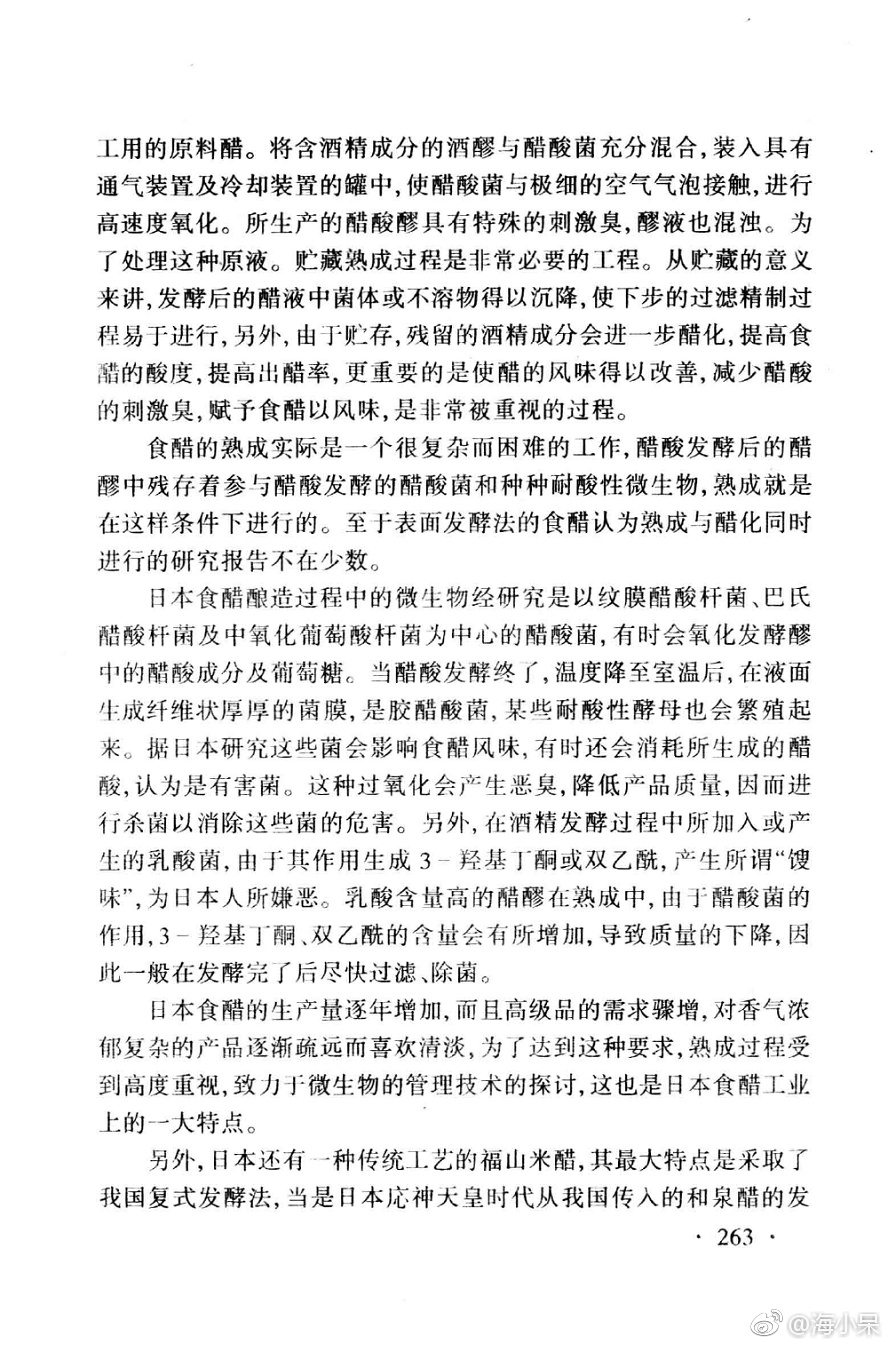 工用的原料醋。将含酒精成分的酒醪与醋酸菌充分混合,装入具有
通气装置及冷却装置的罐中,使醋酸菌与极细的空气气泡接触,进行
高速度氧化。所生产的醋酸醪具有特殊的刺激臭,醪液也混浊。为
了处理这种原液。贮藏熟成过程是非常必要的工程。从贮藏的意义
来讲,发酵后的醋液中菌体或不溶物得以沉降,使下步的过滤精制过
程易于进行,另外,由于贮存,残留的酒精成分会进一步醋化,提高食
醋的酸度,提高出醋率,更重要的是使醋的风味得以改善,减少醋酸
的刺激臭,赋予食醋以风味,是非常被重视的过程。
食醋的熟成实际是一个很复杂而困难的工作,醋酸发酵后的醋
醪中残存着参与醋酸发酵的醋酸菌和种种耐酸性微生物,熟成就是
在这样条件下进行的。至于表面发酵法的食醋认为熟成与醋化同时
进行的研究报告不在少数。
日本食醋酿造过程中的微生物经研究是以纹膜醋酸杆菌、巴氏
醋酸杆菌及中氧化葡萄酸杆菌为中心的醋酸菌,有时会氧化发酵醪
中的醋酸成分及葡萄糖。当醋酸发酵终了,温度降至室温后,在液面
生成纤维状厚厚的菌膜,是胶醋酸菌,某些耐酸性酵母也会繁殖起
来。据日本研究这些菌会影响食醋风味,有时还会消耗所生成的醋
酸,认为是有害菌。这种过氧化会产生恶臭,降低产品质量,因而进
行杀菌以消除这些菌的危害。另外,在酒精发酵过程中所加入或产
生的乳酸菌,由于其作用生成3-羟基丁酮或双乙酰,产生所谓“馊
味”,为日本人所嫌恶。乳酸含量高的醋醪在熟成中,由于醋酸菌的
作用,3-羟基丁酮、双乙酰的含量会有所增加,导致质量的下降,因
此一般在发酵完了后尽快过滤、除菌。
日本食醋的生产量逐年增加,而且高级品的需求骤增,对香气浓
郁复杂的产品逐渐疏远而喜欢清淡,为了达到这种要求,熟成过程受
到高度重视,致力于微生物的管理技术的探讨,这也是日本食醋工业
上的一大特点。
另外,日本还有一种传统工艺的福山米醋,其最大特点是采取了
我国复式发酵法,当是日本応神天皇时代从我国传入的和泉醋的发
· 263 ·
@海小呆